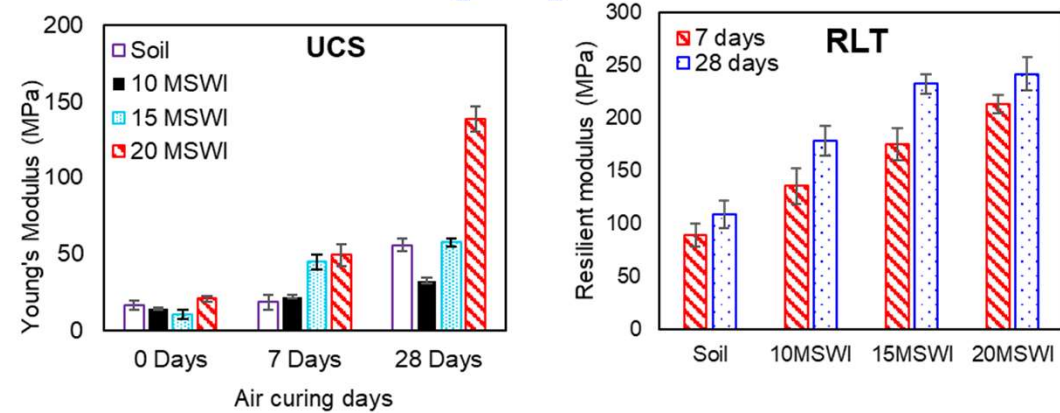 UCS
Young's Modulus (MPa)
200
150
100
50
0
Soil
10 MSWI
15 MSWI
20 MSWI
0 Days
7 Days
28 Days
Air curing days
RLT
Resilient modulus (MPa)
300
250
200
150
100
50
0
7 days
28 days
Soil
10MSWI
15MSWI
20MSWI